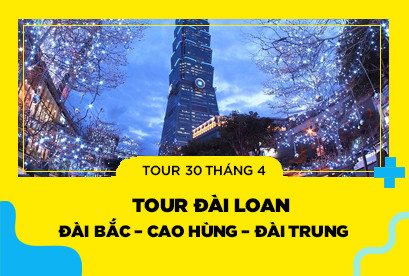 TOUR 30 THÁNG 4
TOUR ĐÀI LOAN
ĐÀI BẮC – CAO HÙNG – ĐÀI TRUNG